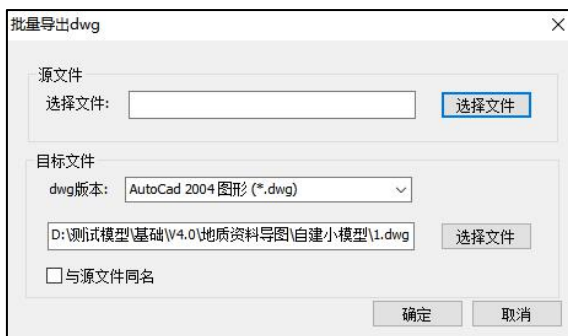 批量导出dwg
源文件
选择文件: 选择文件
目标文件
dwg版本: AutoCad 2004 图形 (*.dwg)
D:\测试模型\基础\V4.0\地质资料导图\自建小模型\1.dwg 选择文件
与源文件同名
确定 取消